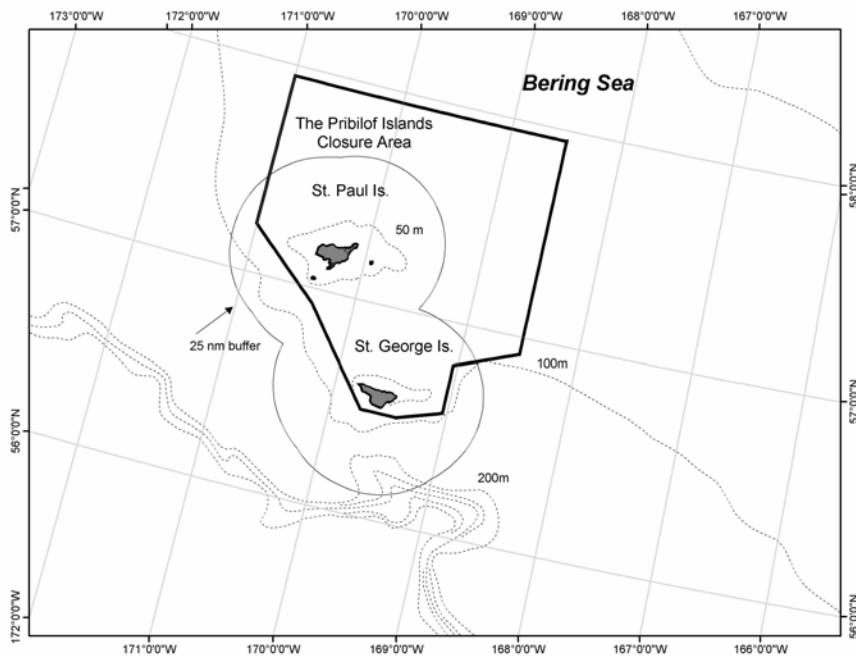 173°0'0"W
172°0'0"W
171°0'0"W
170°0'0"W
169°0'0"W
168°0'0"W
167°0'0"W
Bering Sea
The Pribilof Islands
Closure Area
St. Paul Is.
58°0'0"N
57°0'0"N
50 m
25 nm buffer
St. George Is.
100m
57°0'0"N
56°0'0"N
200m
172°0'0"W
56°0'0"N
171°0'0"W
170°0'0"W
169°0'0"W
168°0'0"W
167°0'0"W
166°0'0"W